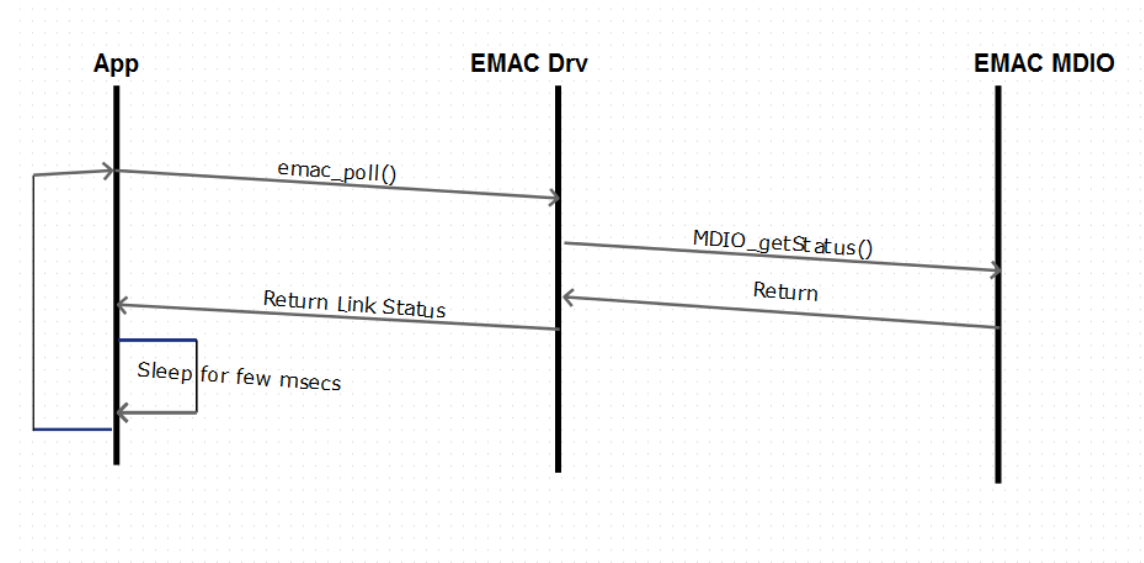 App
EMAC Drv
EMAC MDIO
emac_poll()
MDIO_getStatus()
Return
Return Link Status
Sleep for few msecs